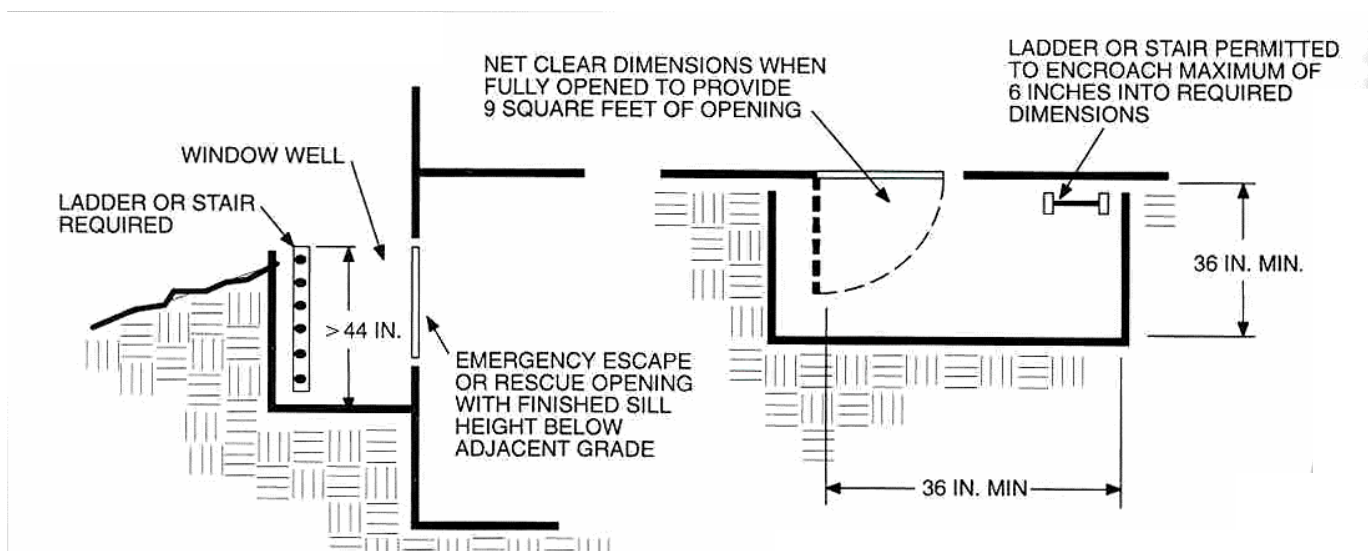 WINDOW WELL
LADDER OR STAIR
REQUIRED
> 44 IN.
EMERGENCY ESCAPE
OR RESCUE OPENING
WITH FINISHED SILL
HEIGHT BELOW
ADJACENT GRADE
NET CLEAR DIMENSIONS WHEN
FULLY OPENED TO PROVIDE
9 SQUARE FEET OF OPENING
LADDER OR STAIR PERMITTED
TO ENCROACH MAXIMUM OF
6 INCHES INTO REQUIRED
DIMENSIONS
36 IN. MIN.
36 IN. MIN